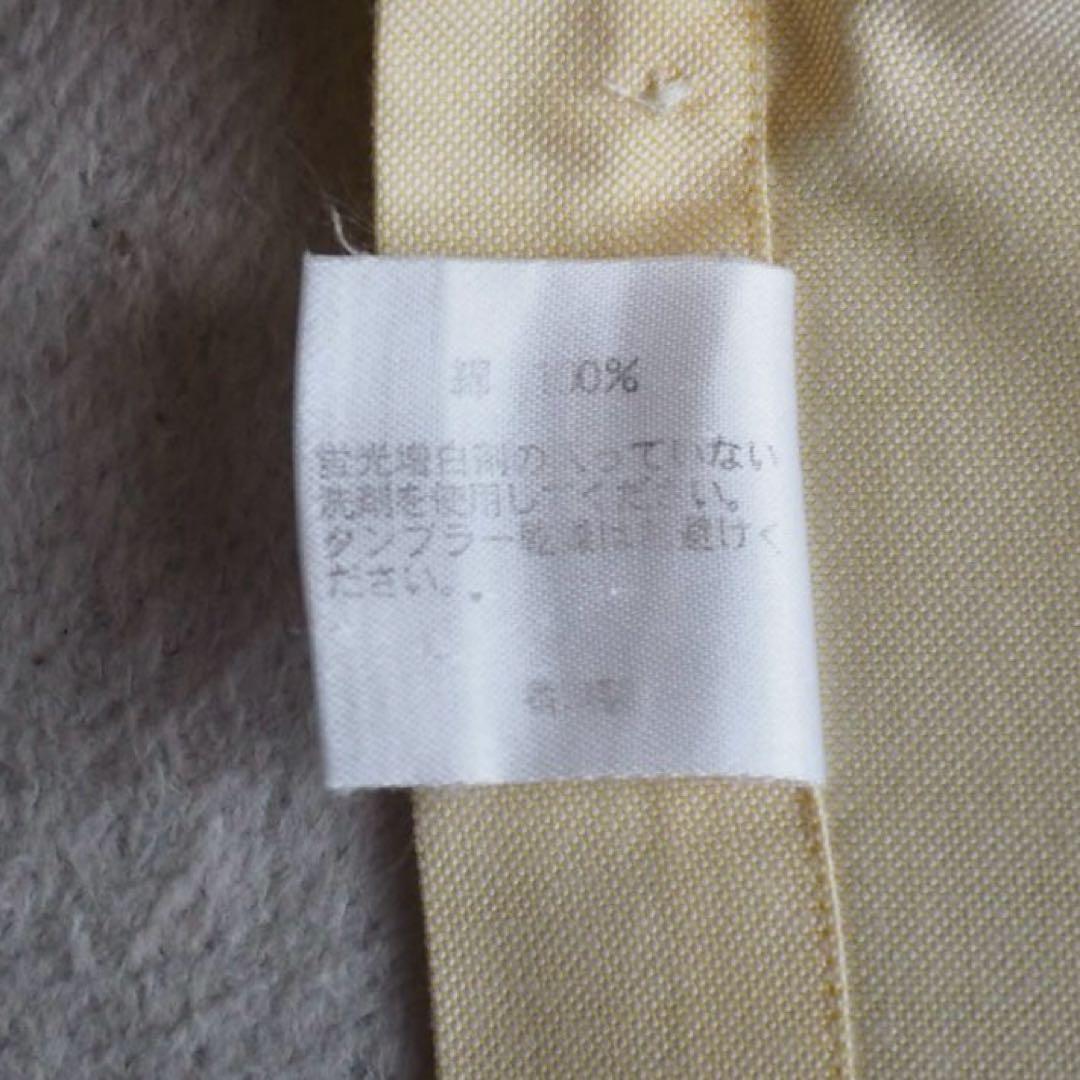 綿 100%
蛍光増白剤の入っていない
洗剤を使用してください。
タンブラー乾燥はお避けく
ださい。